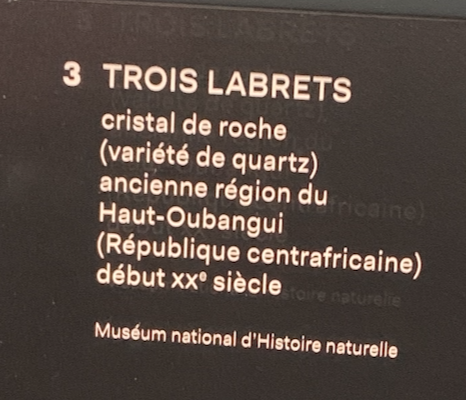 3 TROIS LABRETS
cristal de roche
(variété de quartz)
ancienne région du
Haut-Oubangui
(République centrafricaine)
début XXᵉ siècle
Muséum national d'Histoire naturelle